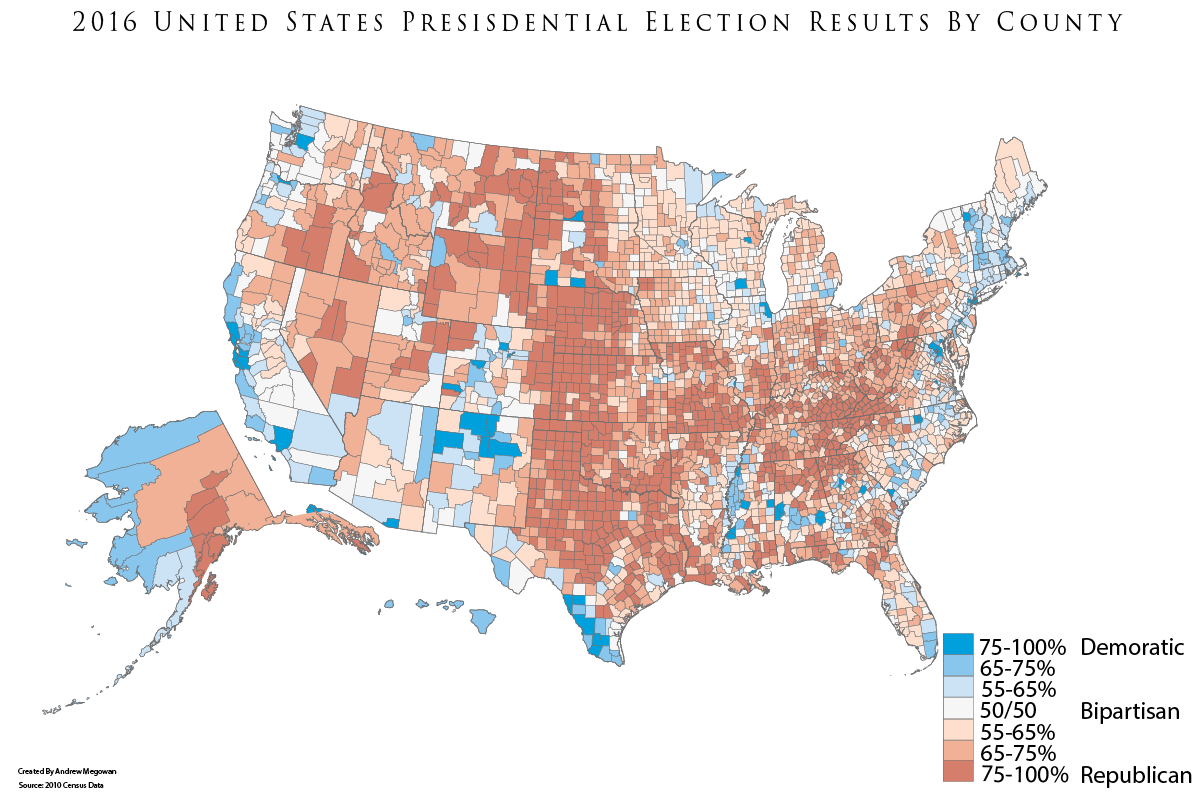 2016 United States Presisdential Election Results By County
75-100% Demoratic
65-75%
55-65%
50/50 Bipartisan
55-65%
65-75%
75-100% Republican
Created By Andrew Megowan
Source: 2010 Census Data